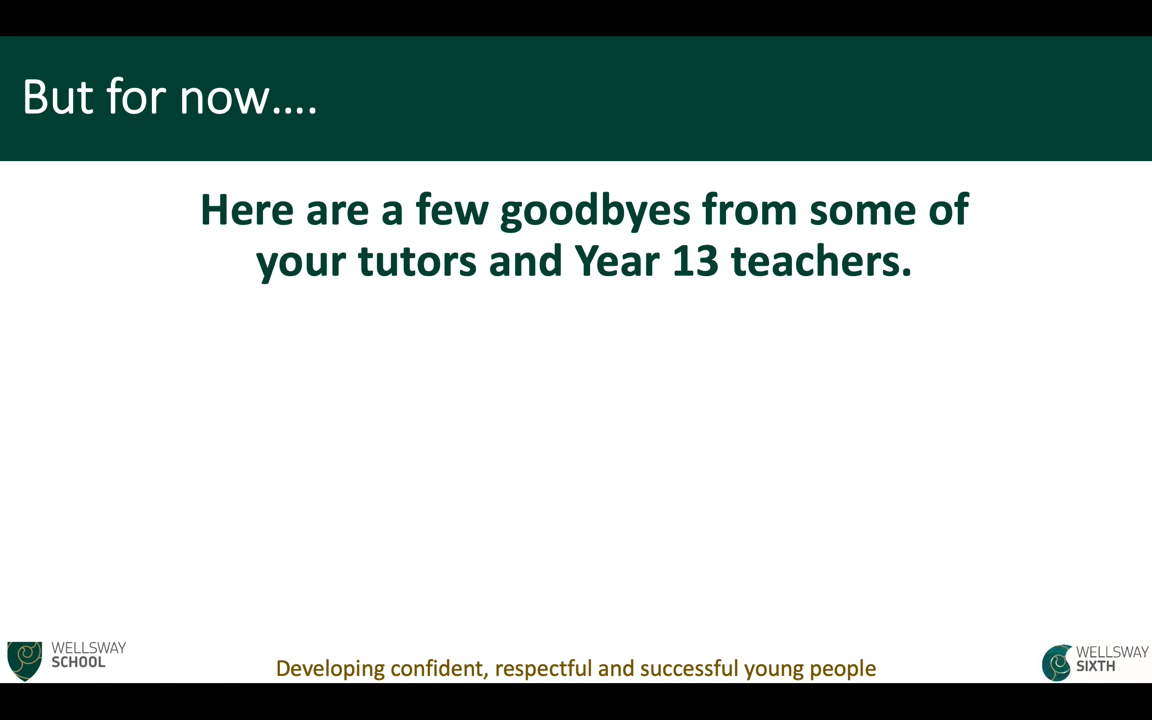 But for now….
Here are a few goodbyes from some of
your tutors and Year 13 teachers.
WELLSWAY
SCHOOL
Developing confident, respectful and successful young people
WELLSWAY
SIXTH